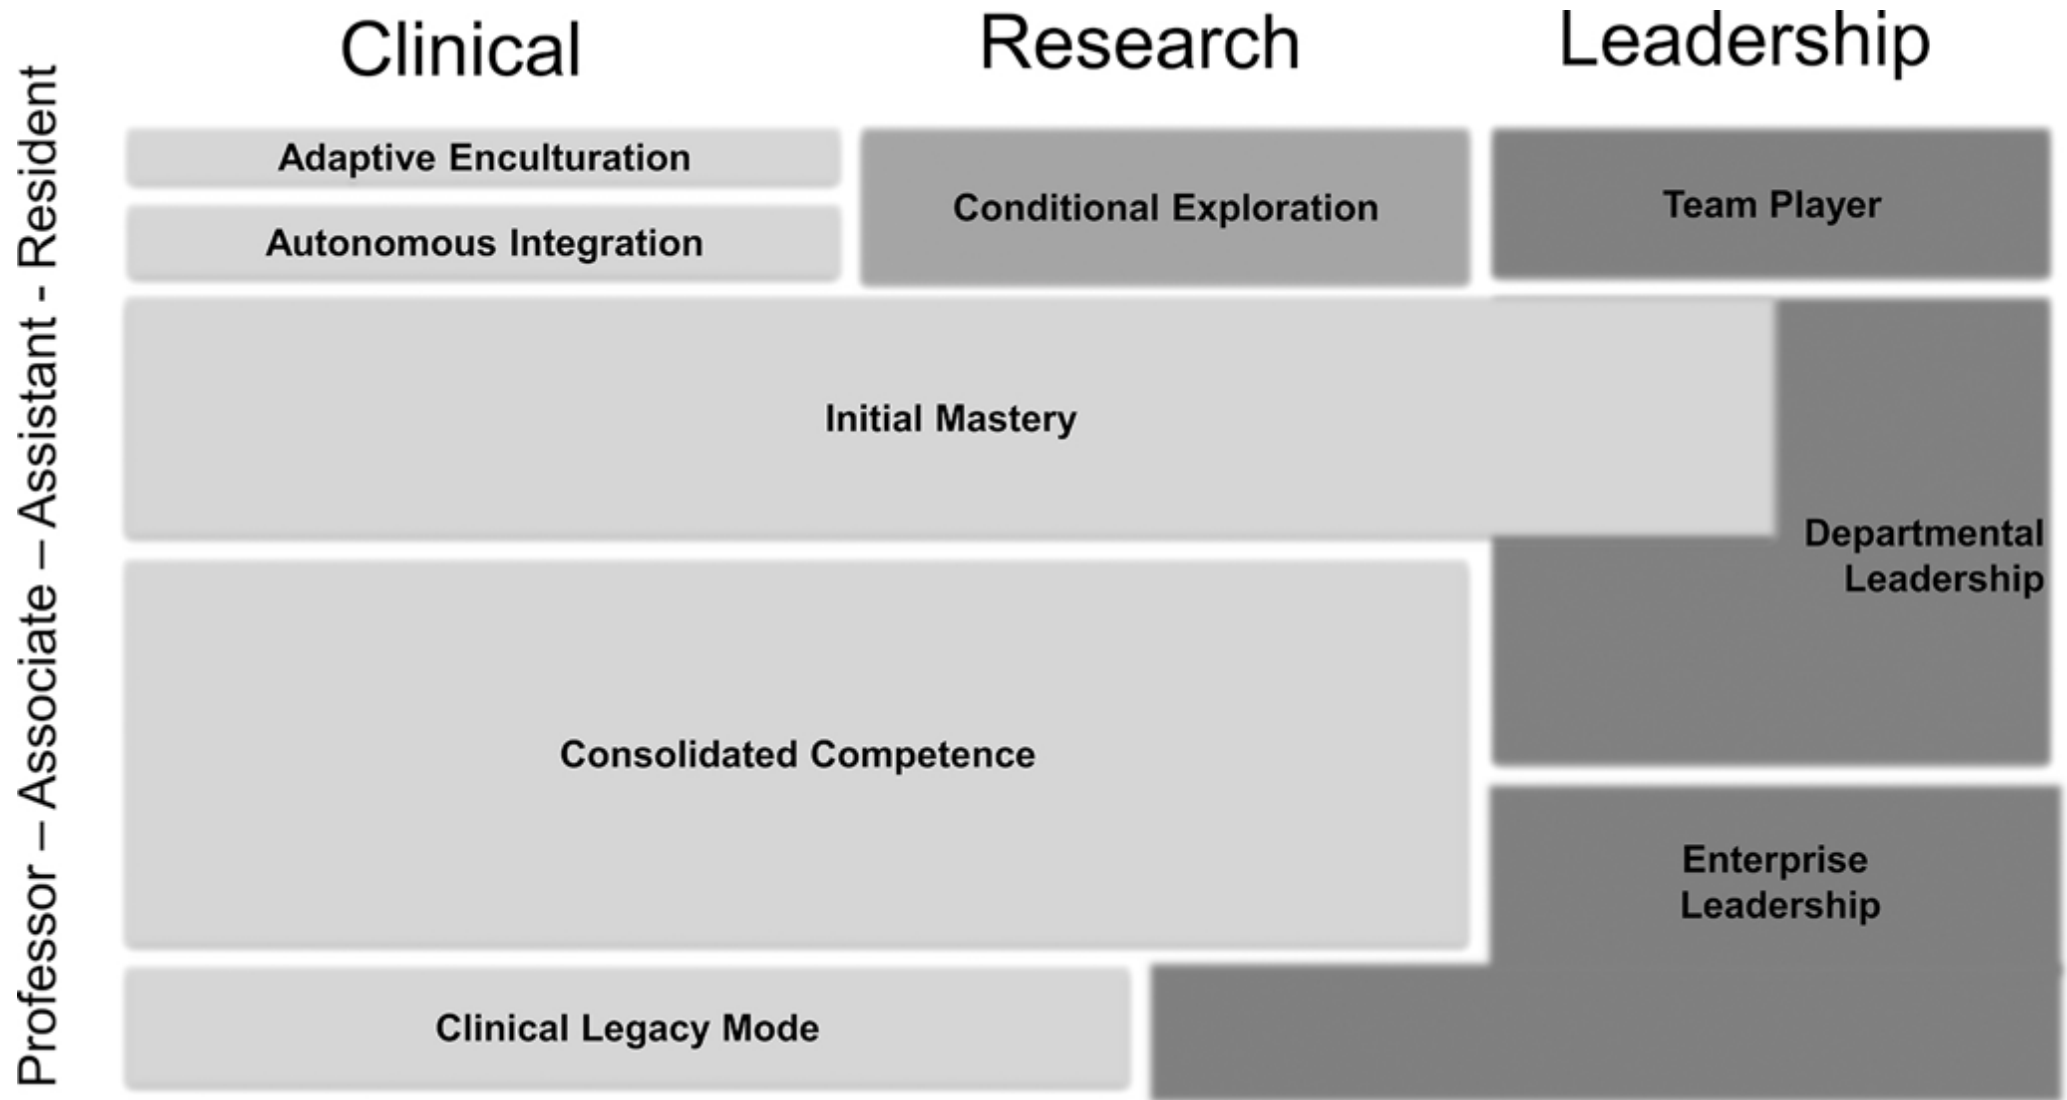 Clinical
Research
Leadership
Professor – Associate – Assistant - Resident
Adaptive Enculturation
Autonomous Integration
Conditional Exploration
Team Player
Initial Mastery
Departmental
Leadership
Consolidated Competence
Enterprise
Leadership
Clinical Legacy Mode